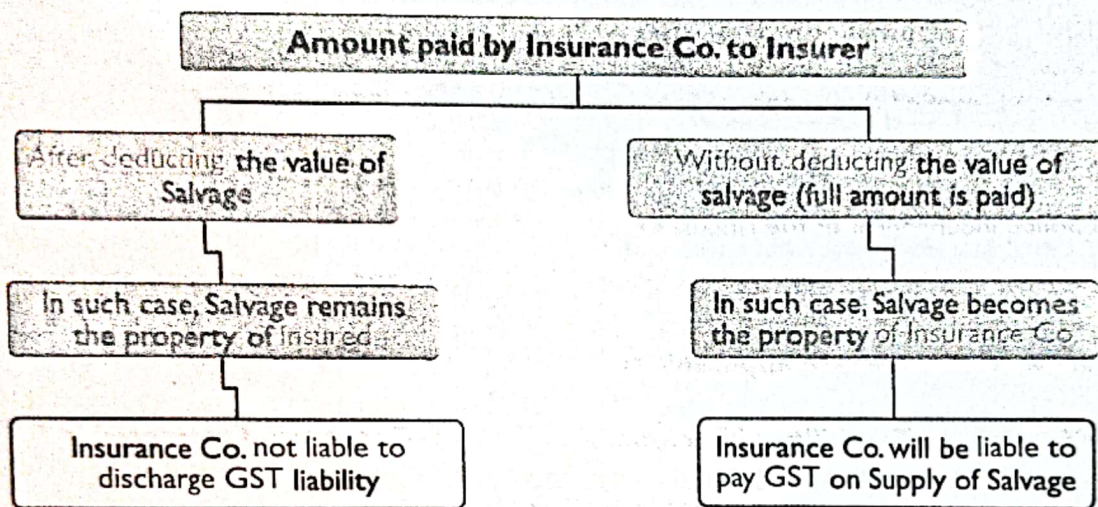 Amount paid by Insurance Co. to Insurer
After deducting the value of
Salvage
Without deducting the value of
salvage (full amount is paid)
In such case, Salvage remains
the property of Insured
In such case, Salvage becomes
the property of Insurance Co.
Insurance Co. not liable to
discharge GST liability
Insurance Co. will be liable to
pay GST on Supply of Salvage